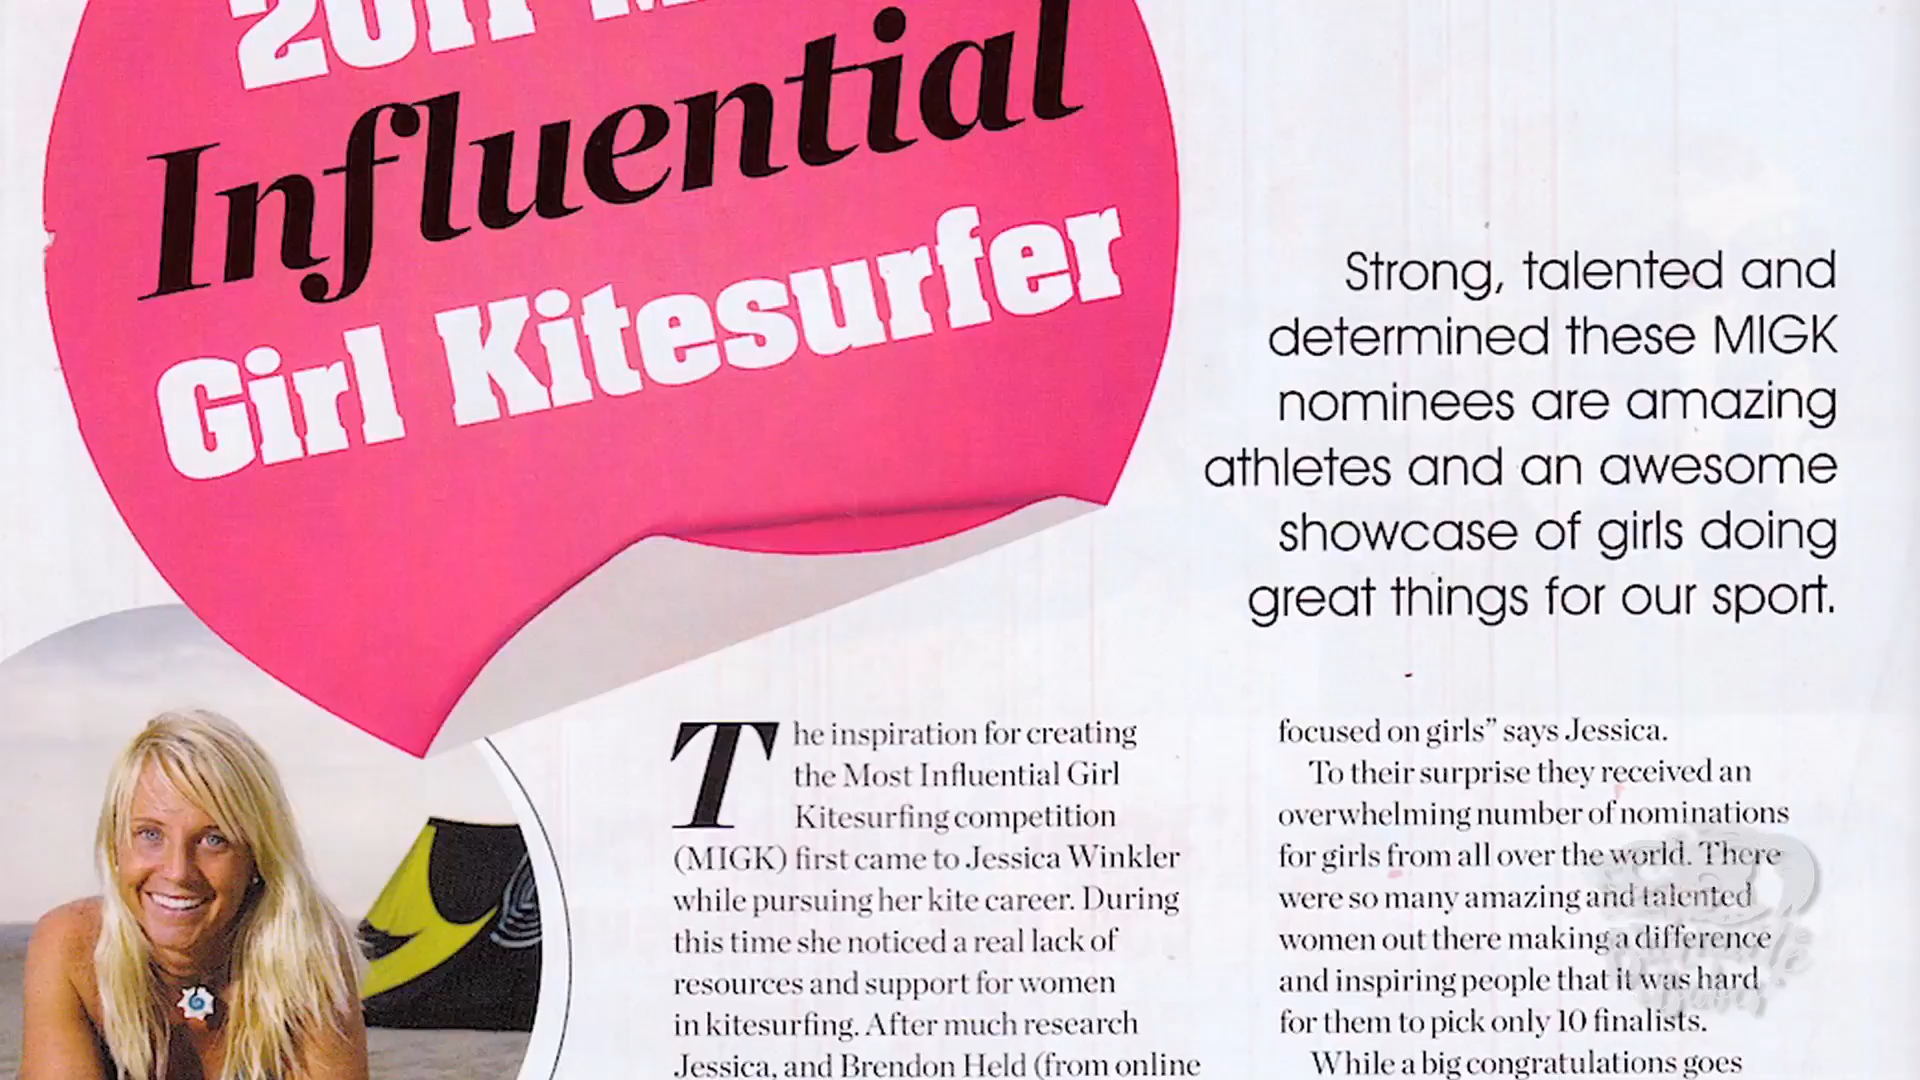 2011
Influential
Girl Kitesurfer
Strong, talented and
determined these MIGK
nominees are amazing
athletes and an awesome
showcase of girls doing
great things for our sport.
The inspiration for creating
the Most Influential Girl
Kitesurfing competition
(MIGK) first came to Jessica Winkler
while pursuing her kite career. During
this time she noticed a real lack of
resources and support for women
in kitesurfing. After much research
Jessica, and Brendon Held (from online
focused on girls” says Jessica.
To their surprise they received an
overwhelming number of nominations
for girls from all over the world. There
were so many amazing and talented
women out there making a difference
and inspiring people that it was hard
for them to pick only 10 finalists.
While a big congratulations goes